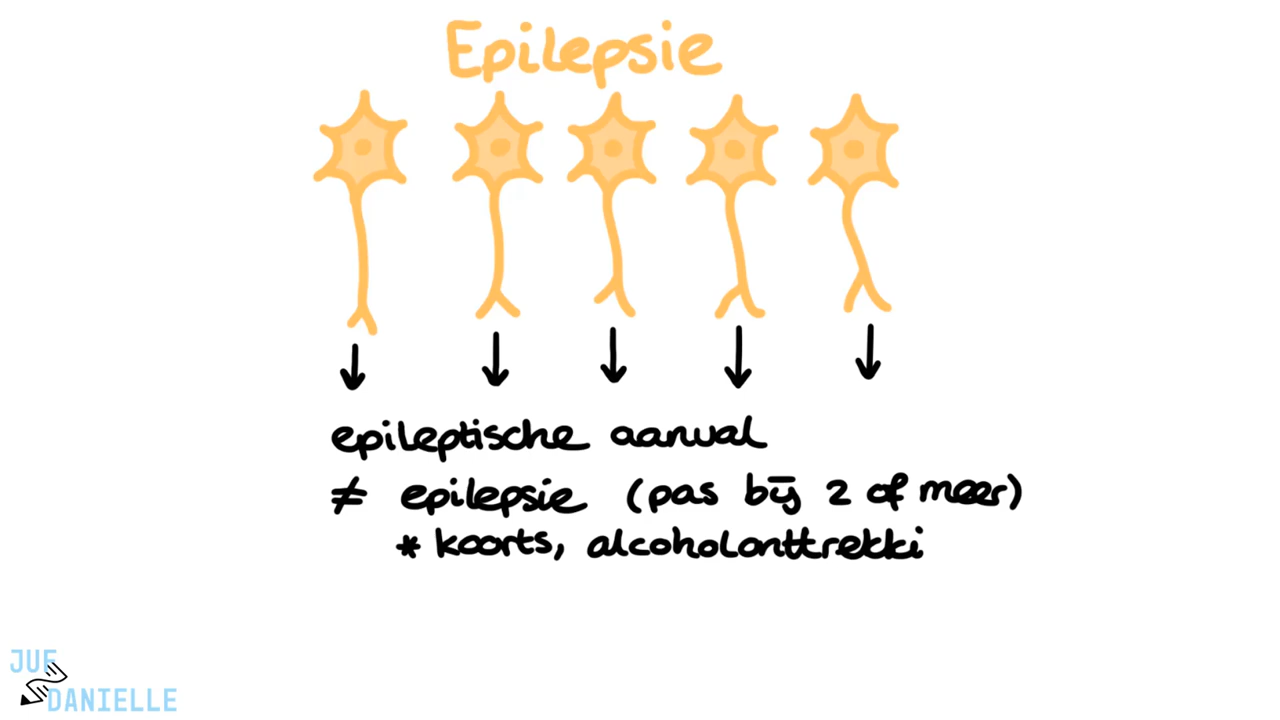 Epilepsie
epileptische aanval
≠ epilepsie (pas bij 2 of meer)
* koorts, alcoholonttrekki
JUF
DANIELLE